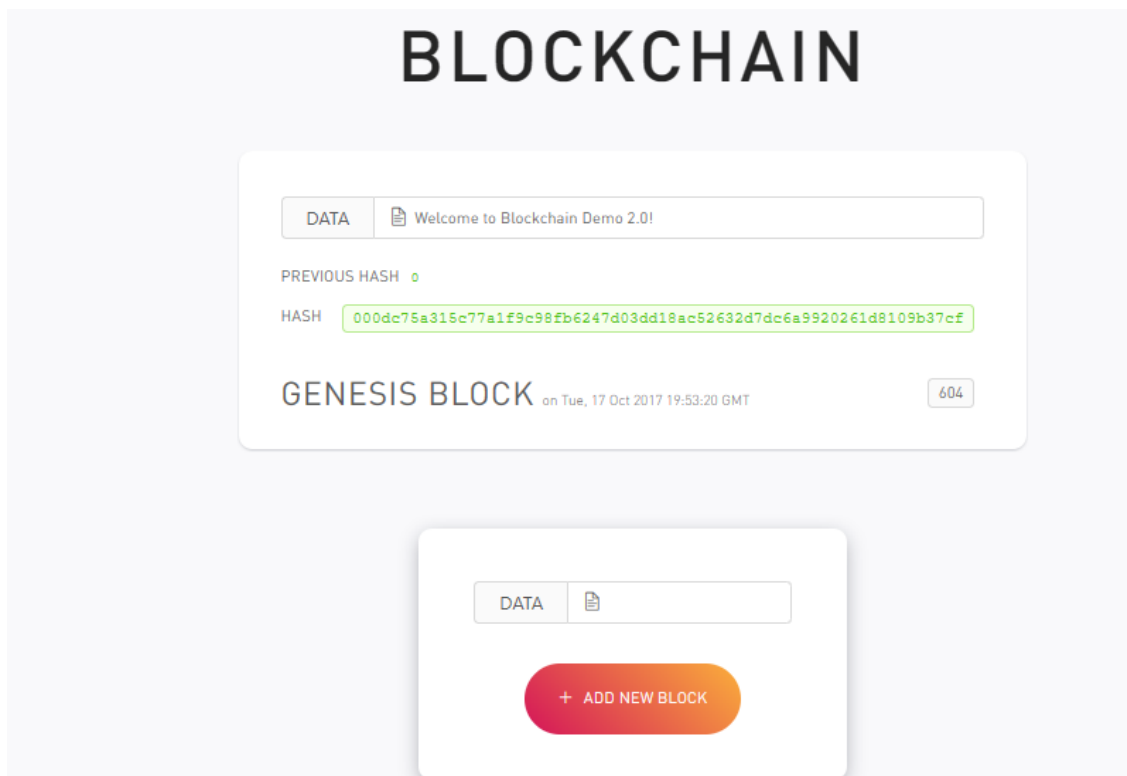 BLOCKCHAIN
DATA Welcome to Blockchain Demo 2.0!
PREVIOUS HASH 0
HASH 000dc75a315c77a1f9c98fb6247d03dd18ac52632d7dc6a9920261d8109b37cf
GENESIS BLOCK on Tue, 17 Oct 2017 19:53:20 GMT 604
DATA
+ ADD NEW BLOCK